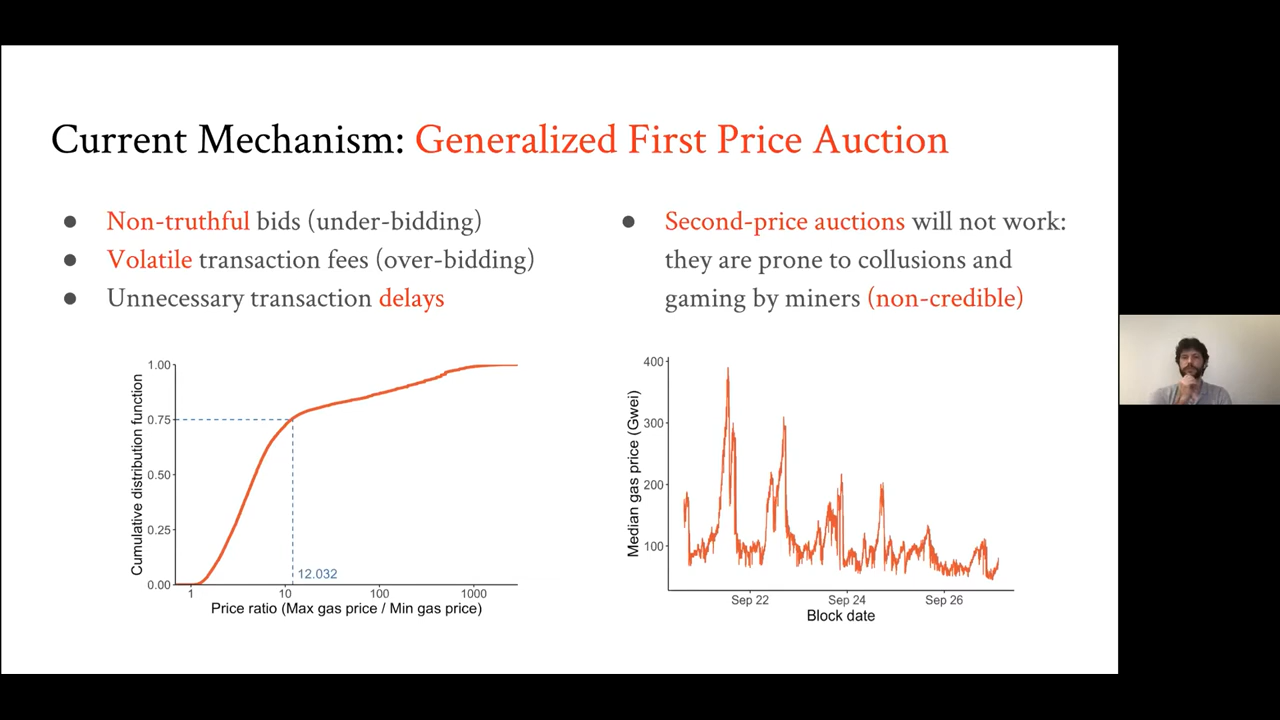 Current Mechanism: Generalized First Price Auction
● Non-truthful bids (under-bidding)
● Volatile transaction fees (over-bidding)
● Unnecessary transaction delays
● Second-price auctions will not work:
they are prone to collusions and
gaming by miners (non-credible)
Cumulative distribution function
1.00
0.75
0.50
0.25
0.00
12.032
1 10 100 1000
Price ratio (Max gas price / Min gas price)
Median gas price (Gwei)
400
300
200
100
Sep 22 Sep 24 Sep 26
Block date